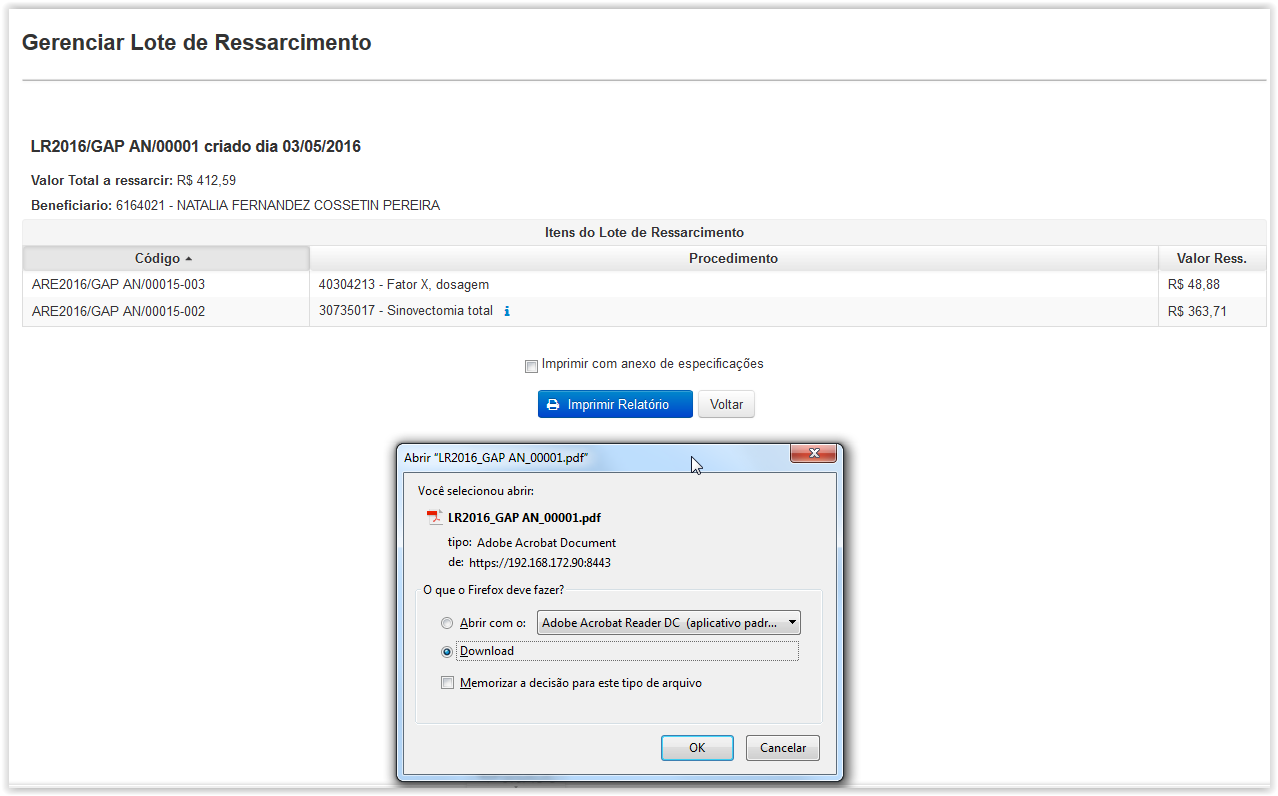 Gerenciar Lote de Ressarcimento
LR2016/GAP AN/00001 criado dia 03/05/2016
Valor Total a ressarcir: R$ 412,59
Beneficiario: 6164021 - NATALIA FERNANDEZ COSSETIN PEREIRA
Itens do Lote de Ressarcimento
Código Procedimento Valor Ress.
ARE2016/GAP AN/00015-003 40304213 - Fator X, dosagem R$ 48,88
ARE2016/GAP AN/00015-002 30735017 - Sinovectomia total i R$ 363,71
Imprimir com anexo de especificações
Imprimir Relatório Voltar
Abrir "LR2016_GAP AN_00001.pdf"
Você selecionou abrir:
LR2016_GAP AN_00001.pdf
tipo: Adobe Acrobat Document
de: https://192.168.172.90:8443
O que o Firefox deve fazer?
Abrir com o: Adobe Acrobat Reader DC (aplicativo padr...
Download
Memorizar a decisão para este tipo de arquivo
OK Cancelar